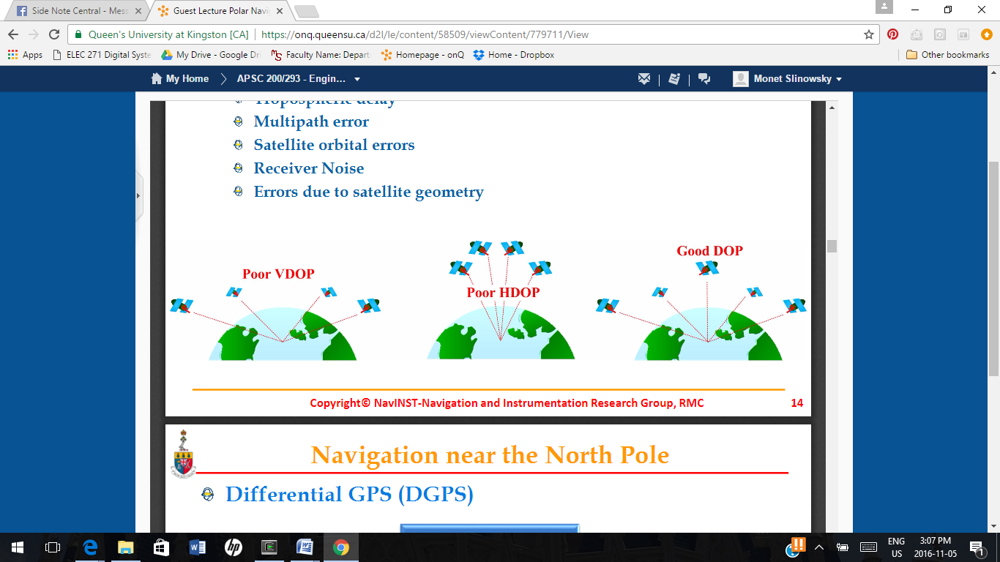 Side Note Central - Mess
Guest Lecture Polar Navi
Queen's University at Kingston [CA] | https://onq.queensu.ca/d2l/le/content/58509/viewContent/779711/View
Apps ELEC 271 Digital Syste My Drive - Google Dri Faculty Name: Depart Homepage - onQ Home - Dropbox Other bookmarks
My Home APSC 200/293 - Engin... Monet Slinowsky
Tropospheric delay
Multipath error
Satellite orbital errors
Receiver Noise
Errors due to satellite geometry
Poor VDOP
Poor HDOP
Good DOP
Copyright© NavINST-Navigation and Instrumentation Research Group, RMC 14
Navigation near the North Pole
Differential GPS (DGPS)
ENG
US
3:07 PM
2016-11-05
1